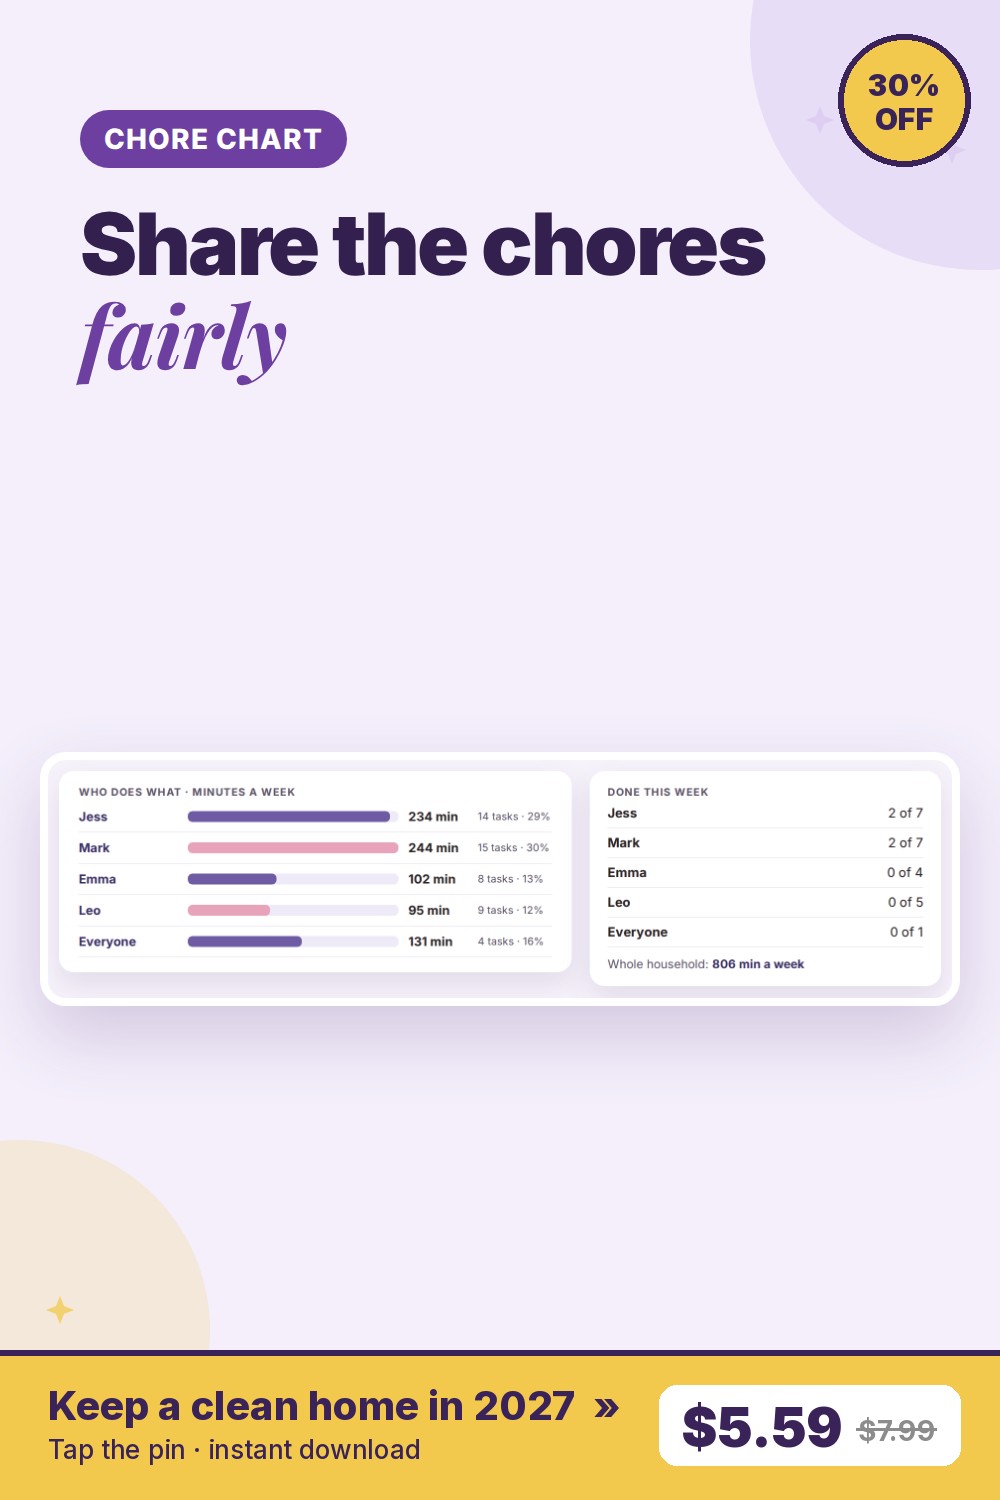 30%
OFF
CHORE CHART
Share the chores
fairly
WHO DOES WHAT · MINUTES A WEEK
Jess 234 min 14 tasks · 29%
Mark 244 min 15 tasks · 30%
Emma 102 min 8 tasks · 13%
Leo 95 min 9 tasks · 12%
Everyone 131 min 4 tasks · 16%
DONE THIS WEEK
Jess 2 of 7
Mark 2 of 7
Emma 0 of 4
Leo 0 of 5
Everyone 0 of 1
Whole household: 806 min a week
Keep a clean home in 2027 »
Tap the pin · instant download
$5.59 $7.99